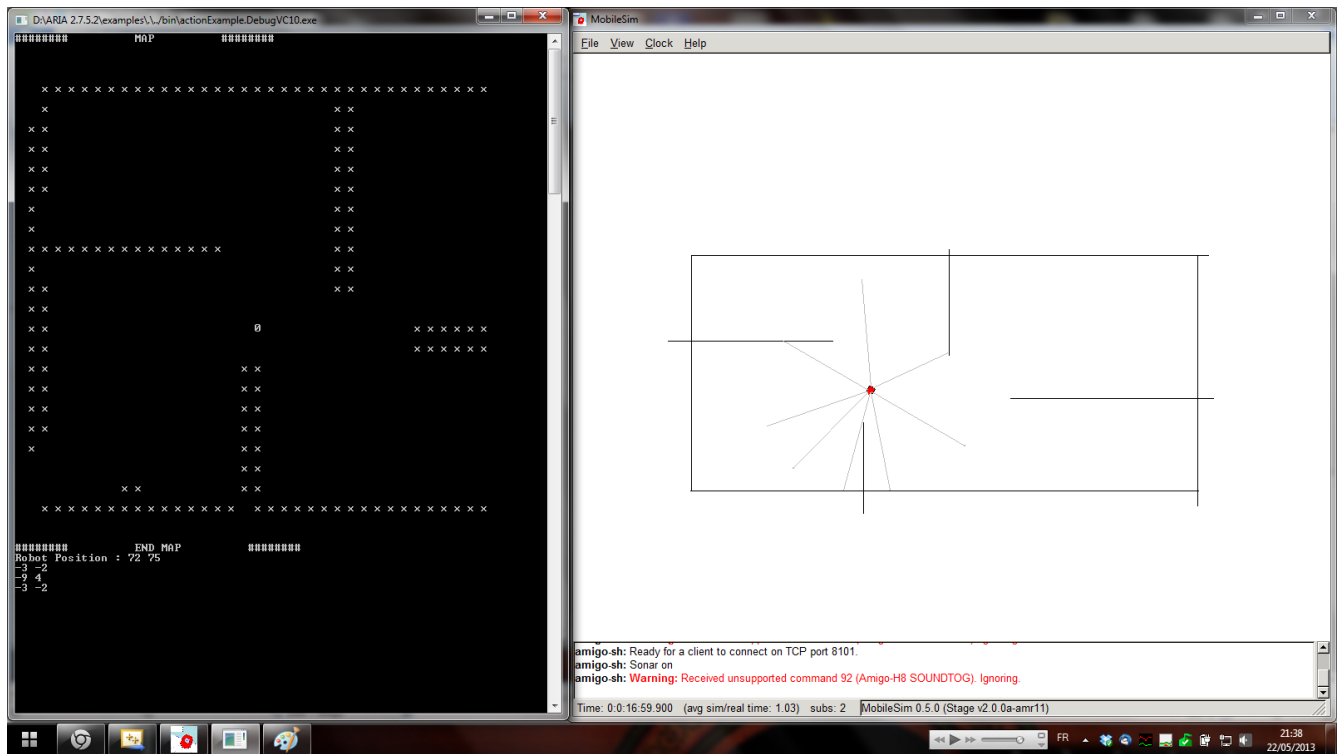 D:\ARIA 2.7.5.2\examples\.\../bin\actionExample.DebugVC10.exe
######## MAP ########
x x x x x x x x x x x x x x x x x x x x x x x x x x x x x x x x x x
x x x
x x x x
x x x x
x x x x
x x x x
x x x
x x x
x x x x x x x x x x x x x x x x x
x x x
x x x x
x x
x x 0 x x x x x x
x x x x x x x x
x x x x
x x x x
x x x x
x x x x
x x x
x x
x x x x
x x x x x x x x x x x x x x x x x x x x x x x x x x x x x x x x x
######## END MAP ########
Robot Position : 72 75
-3 -2
-9 4
-3 -2
MobileSim
File View Clock Help
amigo-sh: Ready for a client to connect on TCP port 8101.
amigo-sh: Sonar on
amigo-sh: Warning: Received unsupported command 92 (Amigo-H8 SOUNDTOG). Ignoring.
Time: 0:0:16:59.900 (avg sim/real time: 1.03) subs: 2 MobileSim 0.5.0 (Stage v2.0.0a-amr11)
FR
21:38
22/05/2013